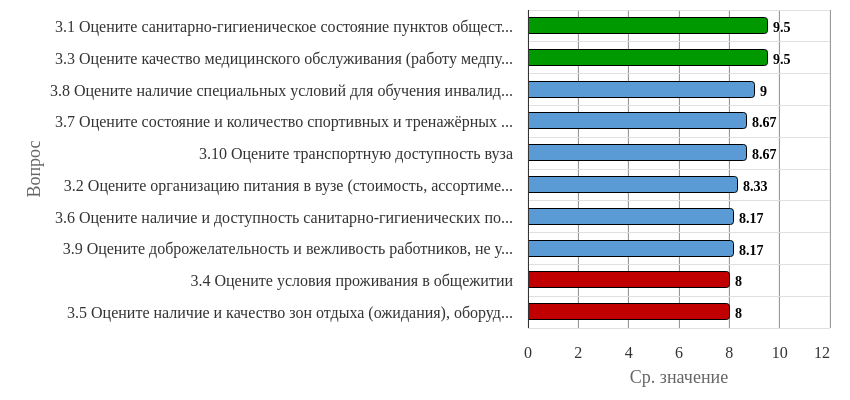 3.1 Оцените санитарно-гигиеническое состояние пунктов общест... 9.5
3.3 Оцените качество медицинского обслуживания (работу медпу... 9.5
3.8 Оцените наличие специальных условий для обучения инвалид... 9
3.7 Оцените состояние и количество спортивных и тренажёрных ... 8.67
3.10 Оцените транспортную доступность вуза 8.67
3.2 Оцените организацию питания в вузе (стоимость, ассортиме... 8.33
3.6 Оцените наличие и доступность санитарно-гигиенических по... 8.17
3.9 Оцените доброжелательность и вежливость работников, не у... 8.17
3.4 Оцените условия проживания в общежитии 8
3.5 Оцените наличие и качество зон отдыха (ожидания), оборуд... 8
Вопрос
0 2 4 6 8 10 12
Ср. значение